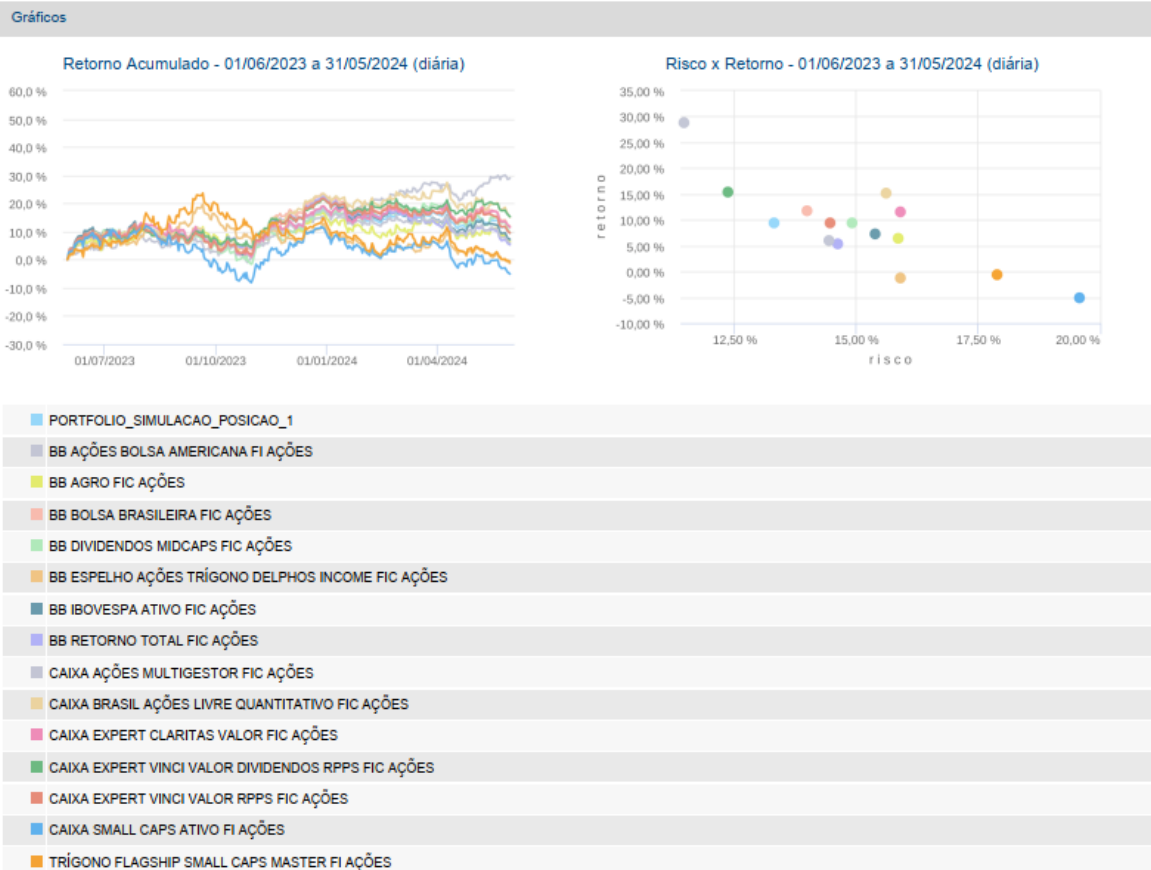 Gráficos
Retorno Acumulado - 01/06/2023 a 31/05/2024 (diária)
60,0 %
50,0 %
40,0 %
30,0 %
20,0 %
10,0 %
0,0 %
-10,0 %
-20,0 %
-30,0 %
01/07/2023 01/10/2023 01/01/2024 01/04/2024
Risco x Retorno - 01/06/2023 a 31/05/2024 (diária)
retorno
35,00 %
30,00 %
25,00 %
20,00 %
15,00 %
10,00 %
5,00 %
0,00 %
-5,00 %
-10,00 %
12,50 % 15,00 % 17,50 % 20,00 %
risco
PORTFOLIO_SIMULACAO_POSICAO_1
BB AÇÕES BOLSA AMERICANA FI AÇÕES
BB AGRO FIC AÇÕES
BB BOLSA BRASILEIRA FIC AÇÕES
BB DIVIDENDOS MIDCAPS FIC AÇÕES
BB ESPELHO AÇÕES TRÍGONO DELPHOS INCOME FIC AÇÕES
BB IBOVESPA ATIVO FIC AÇÕES
BB RETORNO TOTAL FIC AÇÕES
CAIXA AÇÕES MULTIGESTOR FIC AÇÕES
CAIXA BRASIL AÇÕES LIVRE QUANTITATIVO FIC AÇÕES
CAIXA EXPERT CLARITAS VALOR FIC AÇÕES
CAIXA EXPERT VINCI VALOR DIVIDENDOS RPPS FIC AÇÕES
CAIXA EXPERT VINCI VALOR RPPS FIC AÇÕES
CAIXA SMALL CAPS ATIVO FI AÇÕES
TRÍGONO FLAGSHIP SMALL CAPS MASTER FI AÇÕES